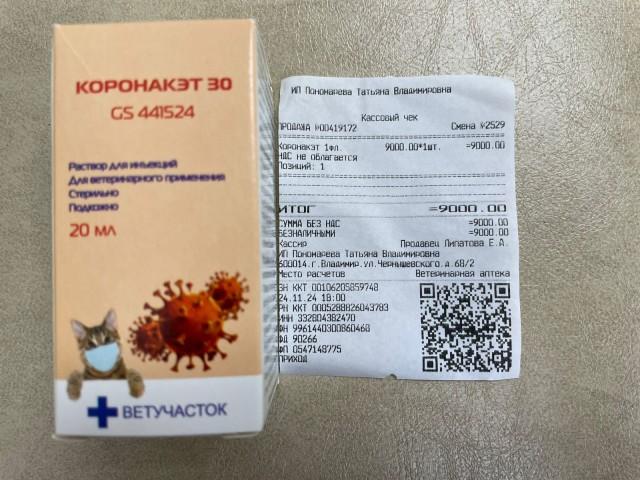 КОРОНАКЭТ 30
GS 441524
Раствор для инъекций
Для ветеринарного применения
Стерильно
Подкожно
20 мл
ВЕТУЧАСТОК
ИП Пономарева Татьяна Владимировна
Кассовый чек
ПРОДАЖА №00419172 Смена №2529
Коронакэт 1фл. 9000.00*1шт. =9000.00
НДС не облагается
Позиций: 1
ИТОГ =9000.00
СУММА БЕЗ НДС =9000.00
БЕЗНАЛИЧНЫМИ =9000.00
Кассир Продавец Липатова Е.А.
ИП Пономарева Татьяна Владимировна
600014.г.Владимир.ул.Чернышевского.д.68/2
Место расчетов Ветеринарная аптека
ЗН ККТ 00106205859748
24.11.24 18:00
РН ККТ 0005288826043783
ИНН 332804382470
ФН 9961440300860460
ФД 90266
ФП 0547148775
ПРИХОД